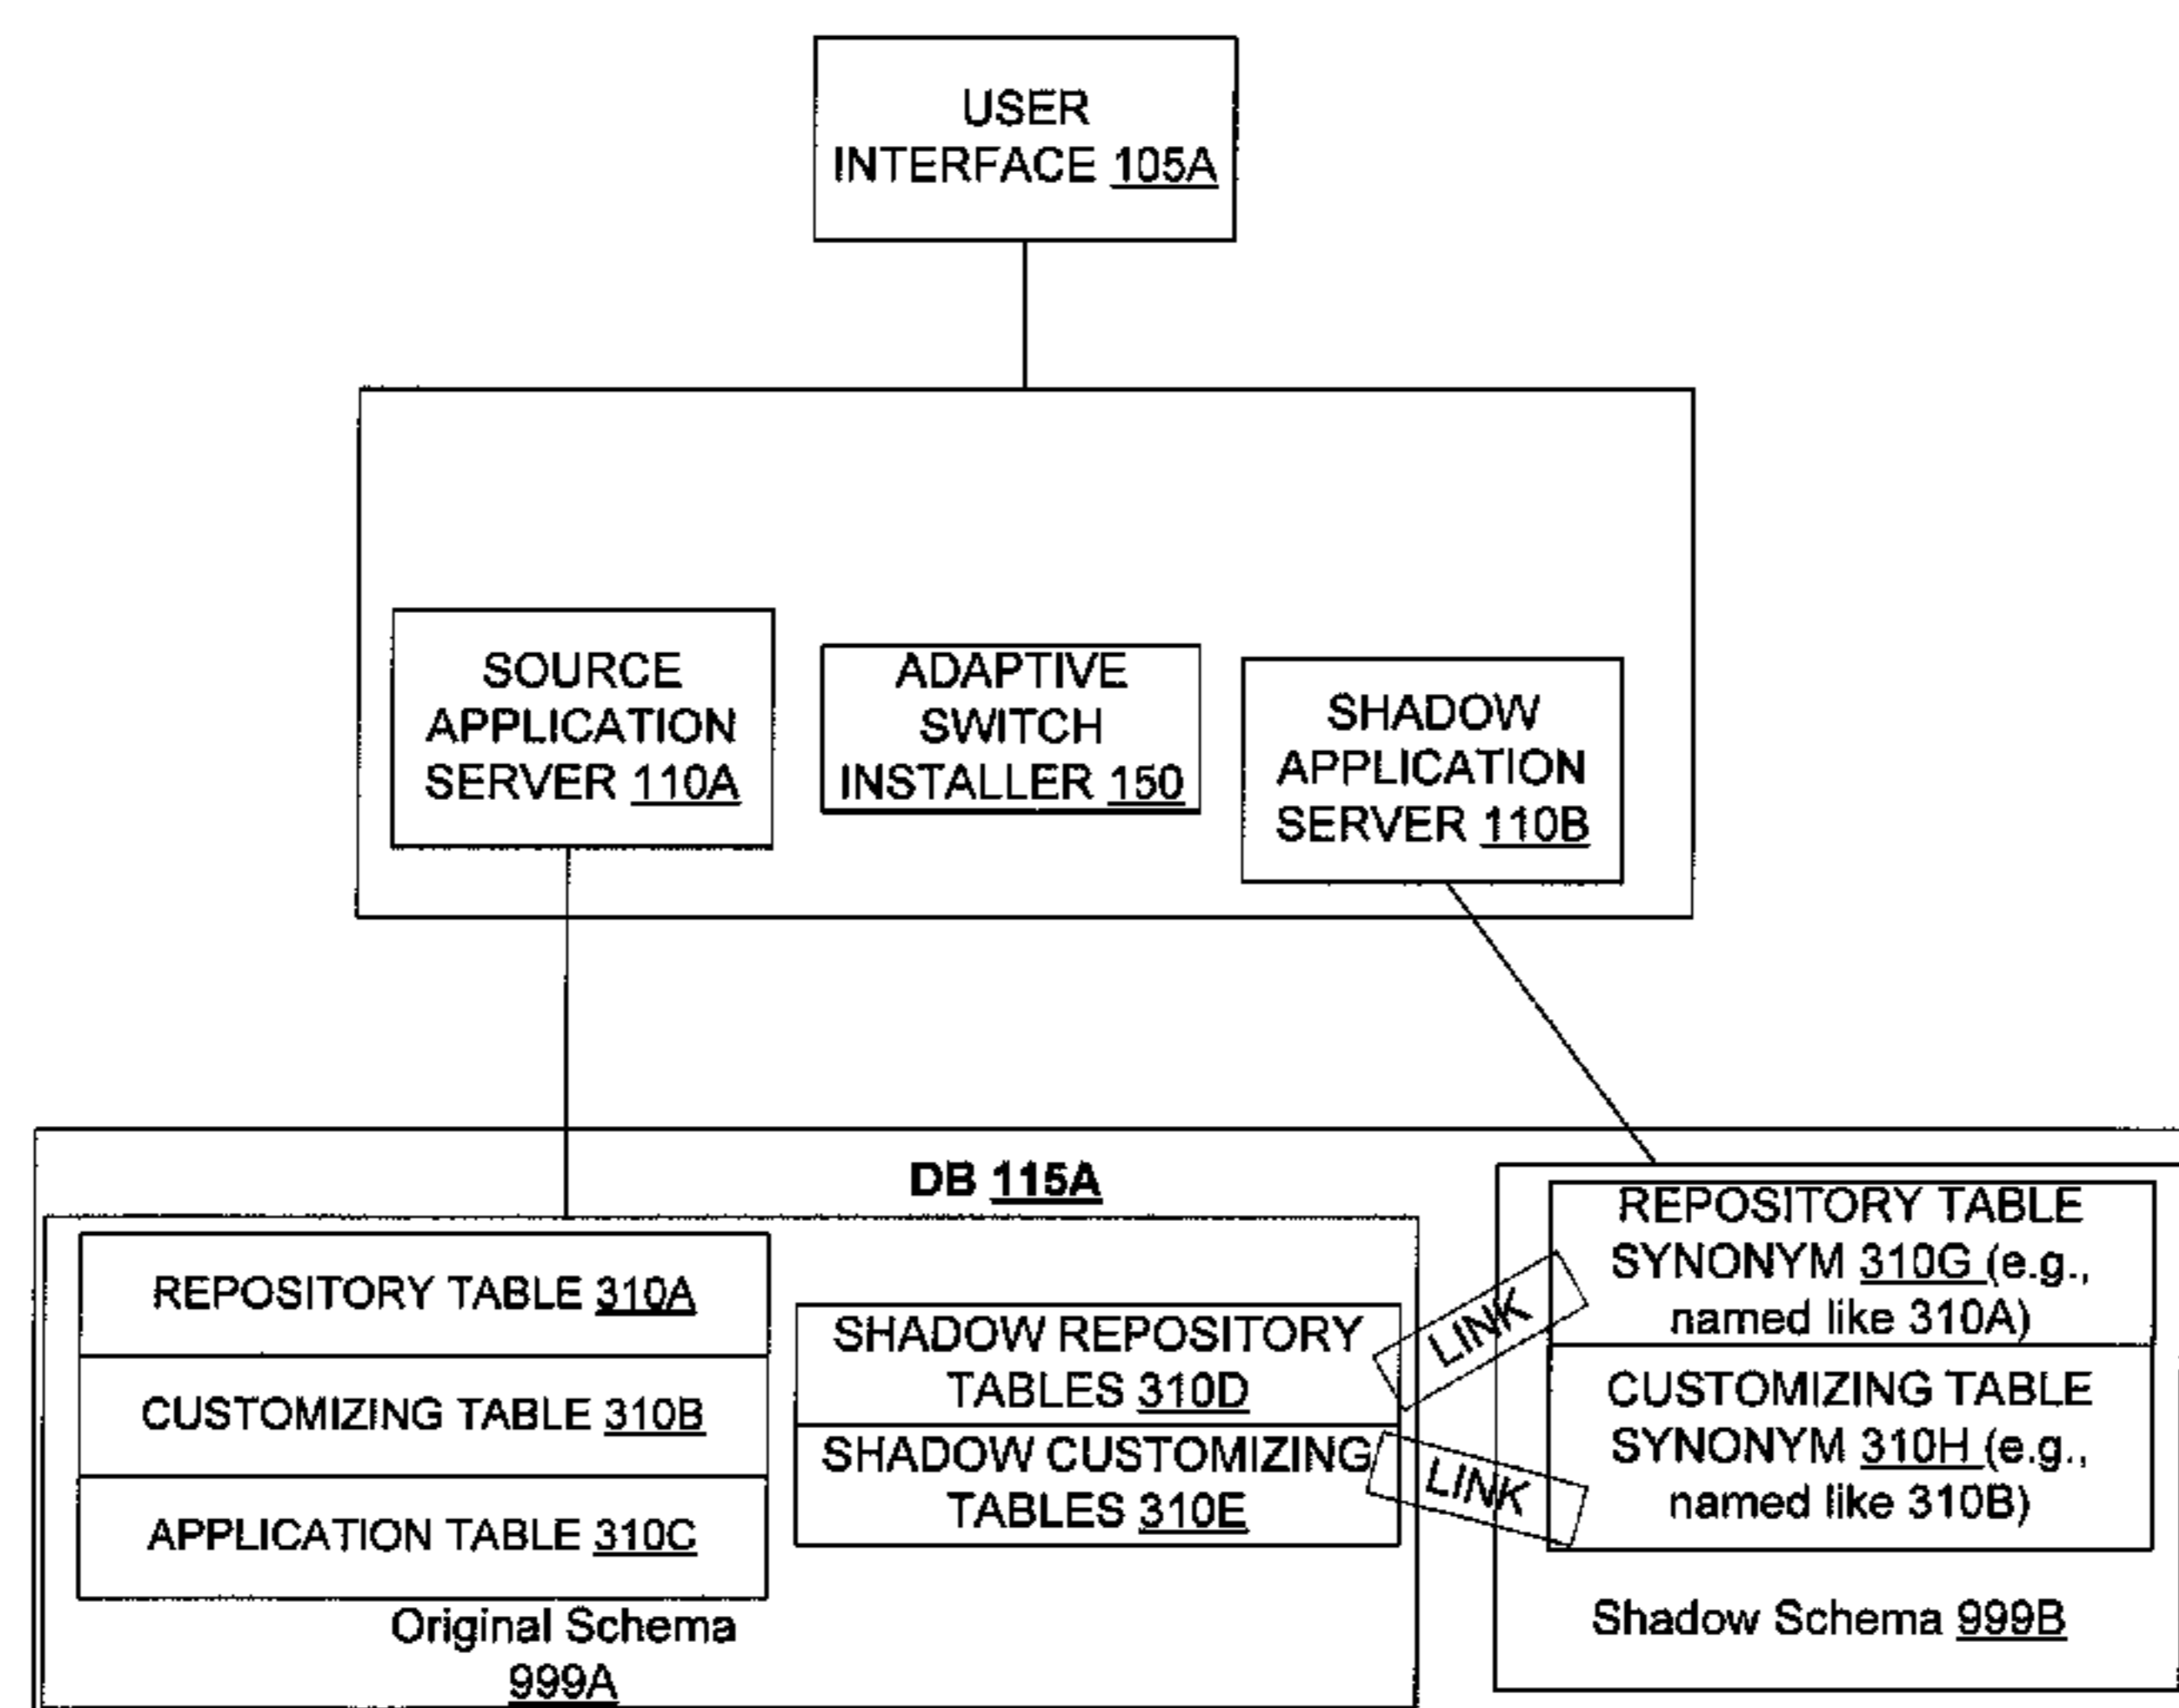 USER
INTERFACE 105A
SOURCE
APPLICATION
SERVER 110A
ADAPTIVE
SWITCH
INSTALLER 150
SHADOW
APPLICATION
SERVER 110B
DB 115A
REPOSITORY TABLE 310A
CUSTOMIZING TABLE 310B
APPLICATION TABLE 310C
Original Schema
999A
SHADOW REPOSITORY
TABLES 310D
SHADOW CUSTOMIZING
TABLES 310E
LINK
LINK
REPOSITORY TABLE
SYNONYM 310G (e.g.,
named like 310A)
CUSTOMIZING TABLE
SYNONYM 310H (e.g.,
named like 310B)
Shadow Schema 999B